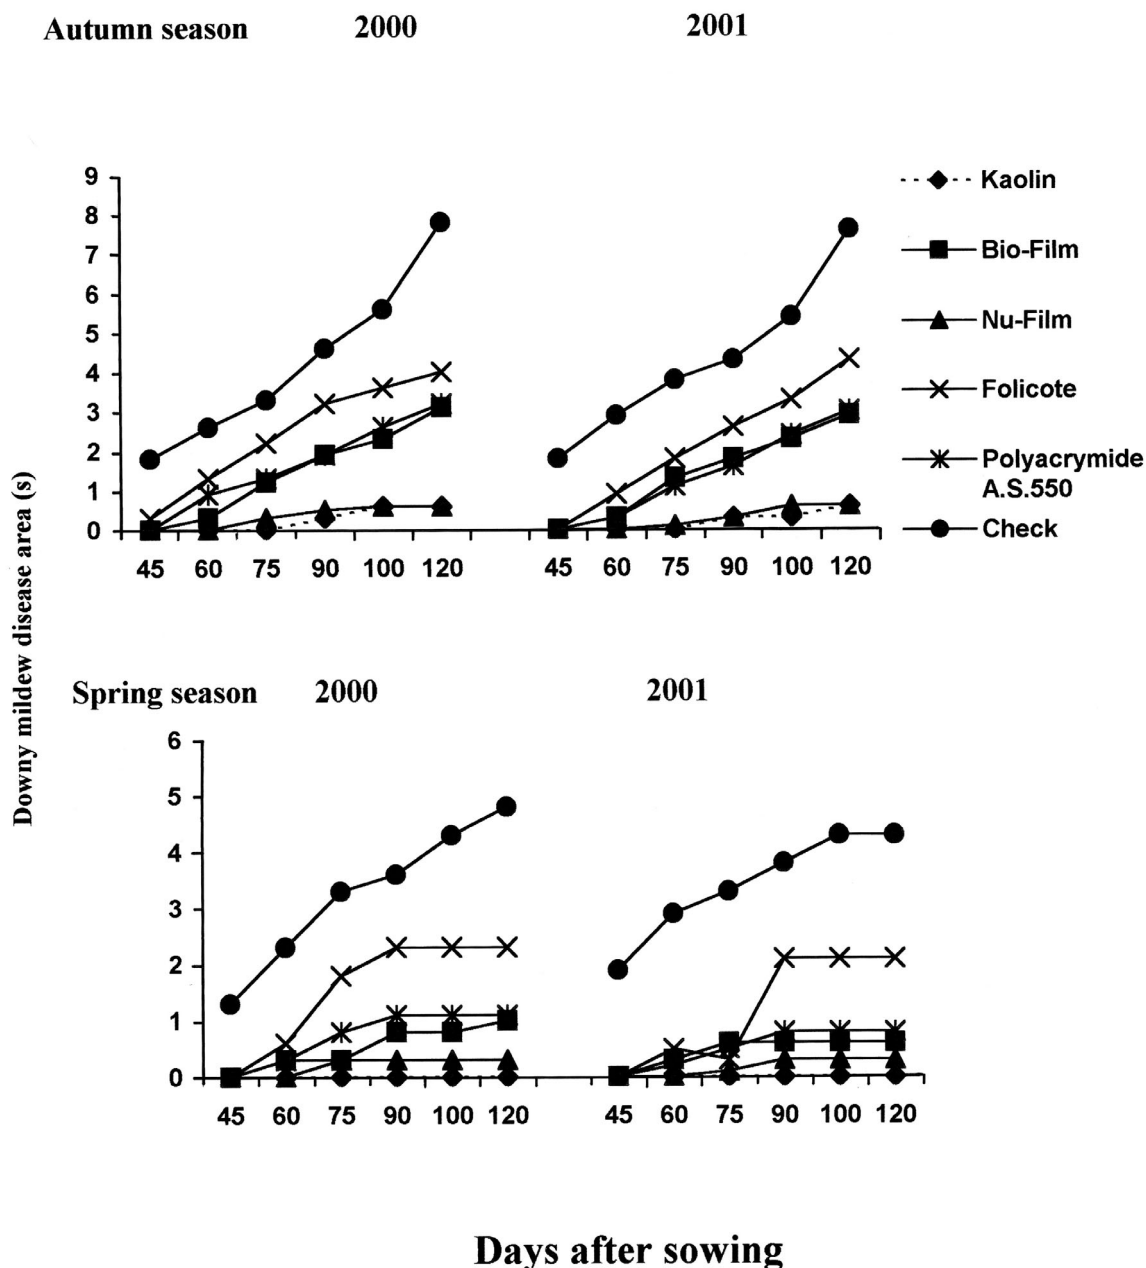 Autumn season 2000 2001
9
8
7
6
5
4
3
2
1
0
45 60 75 90 100 120 45 60 75 90 100 120
Kaolin
Bio-Film
Nu-Film
Folicote
Polyacrymide
A.S.550
Check
Downy mildew disease area (s)
Spring season 2000 2001
6
5
4
3
2
1
0
45 60 75 90 100 120 45 60 75 90 100 120
Days after sowing